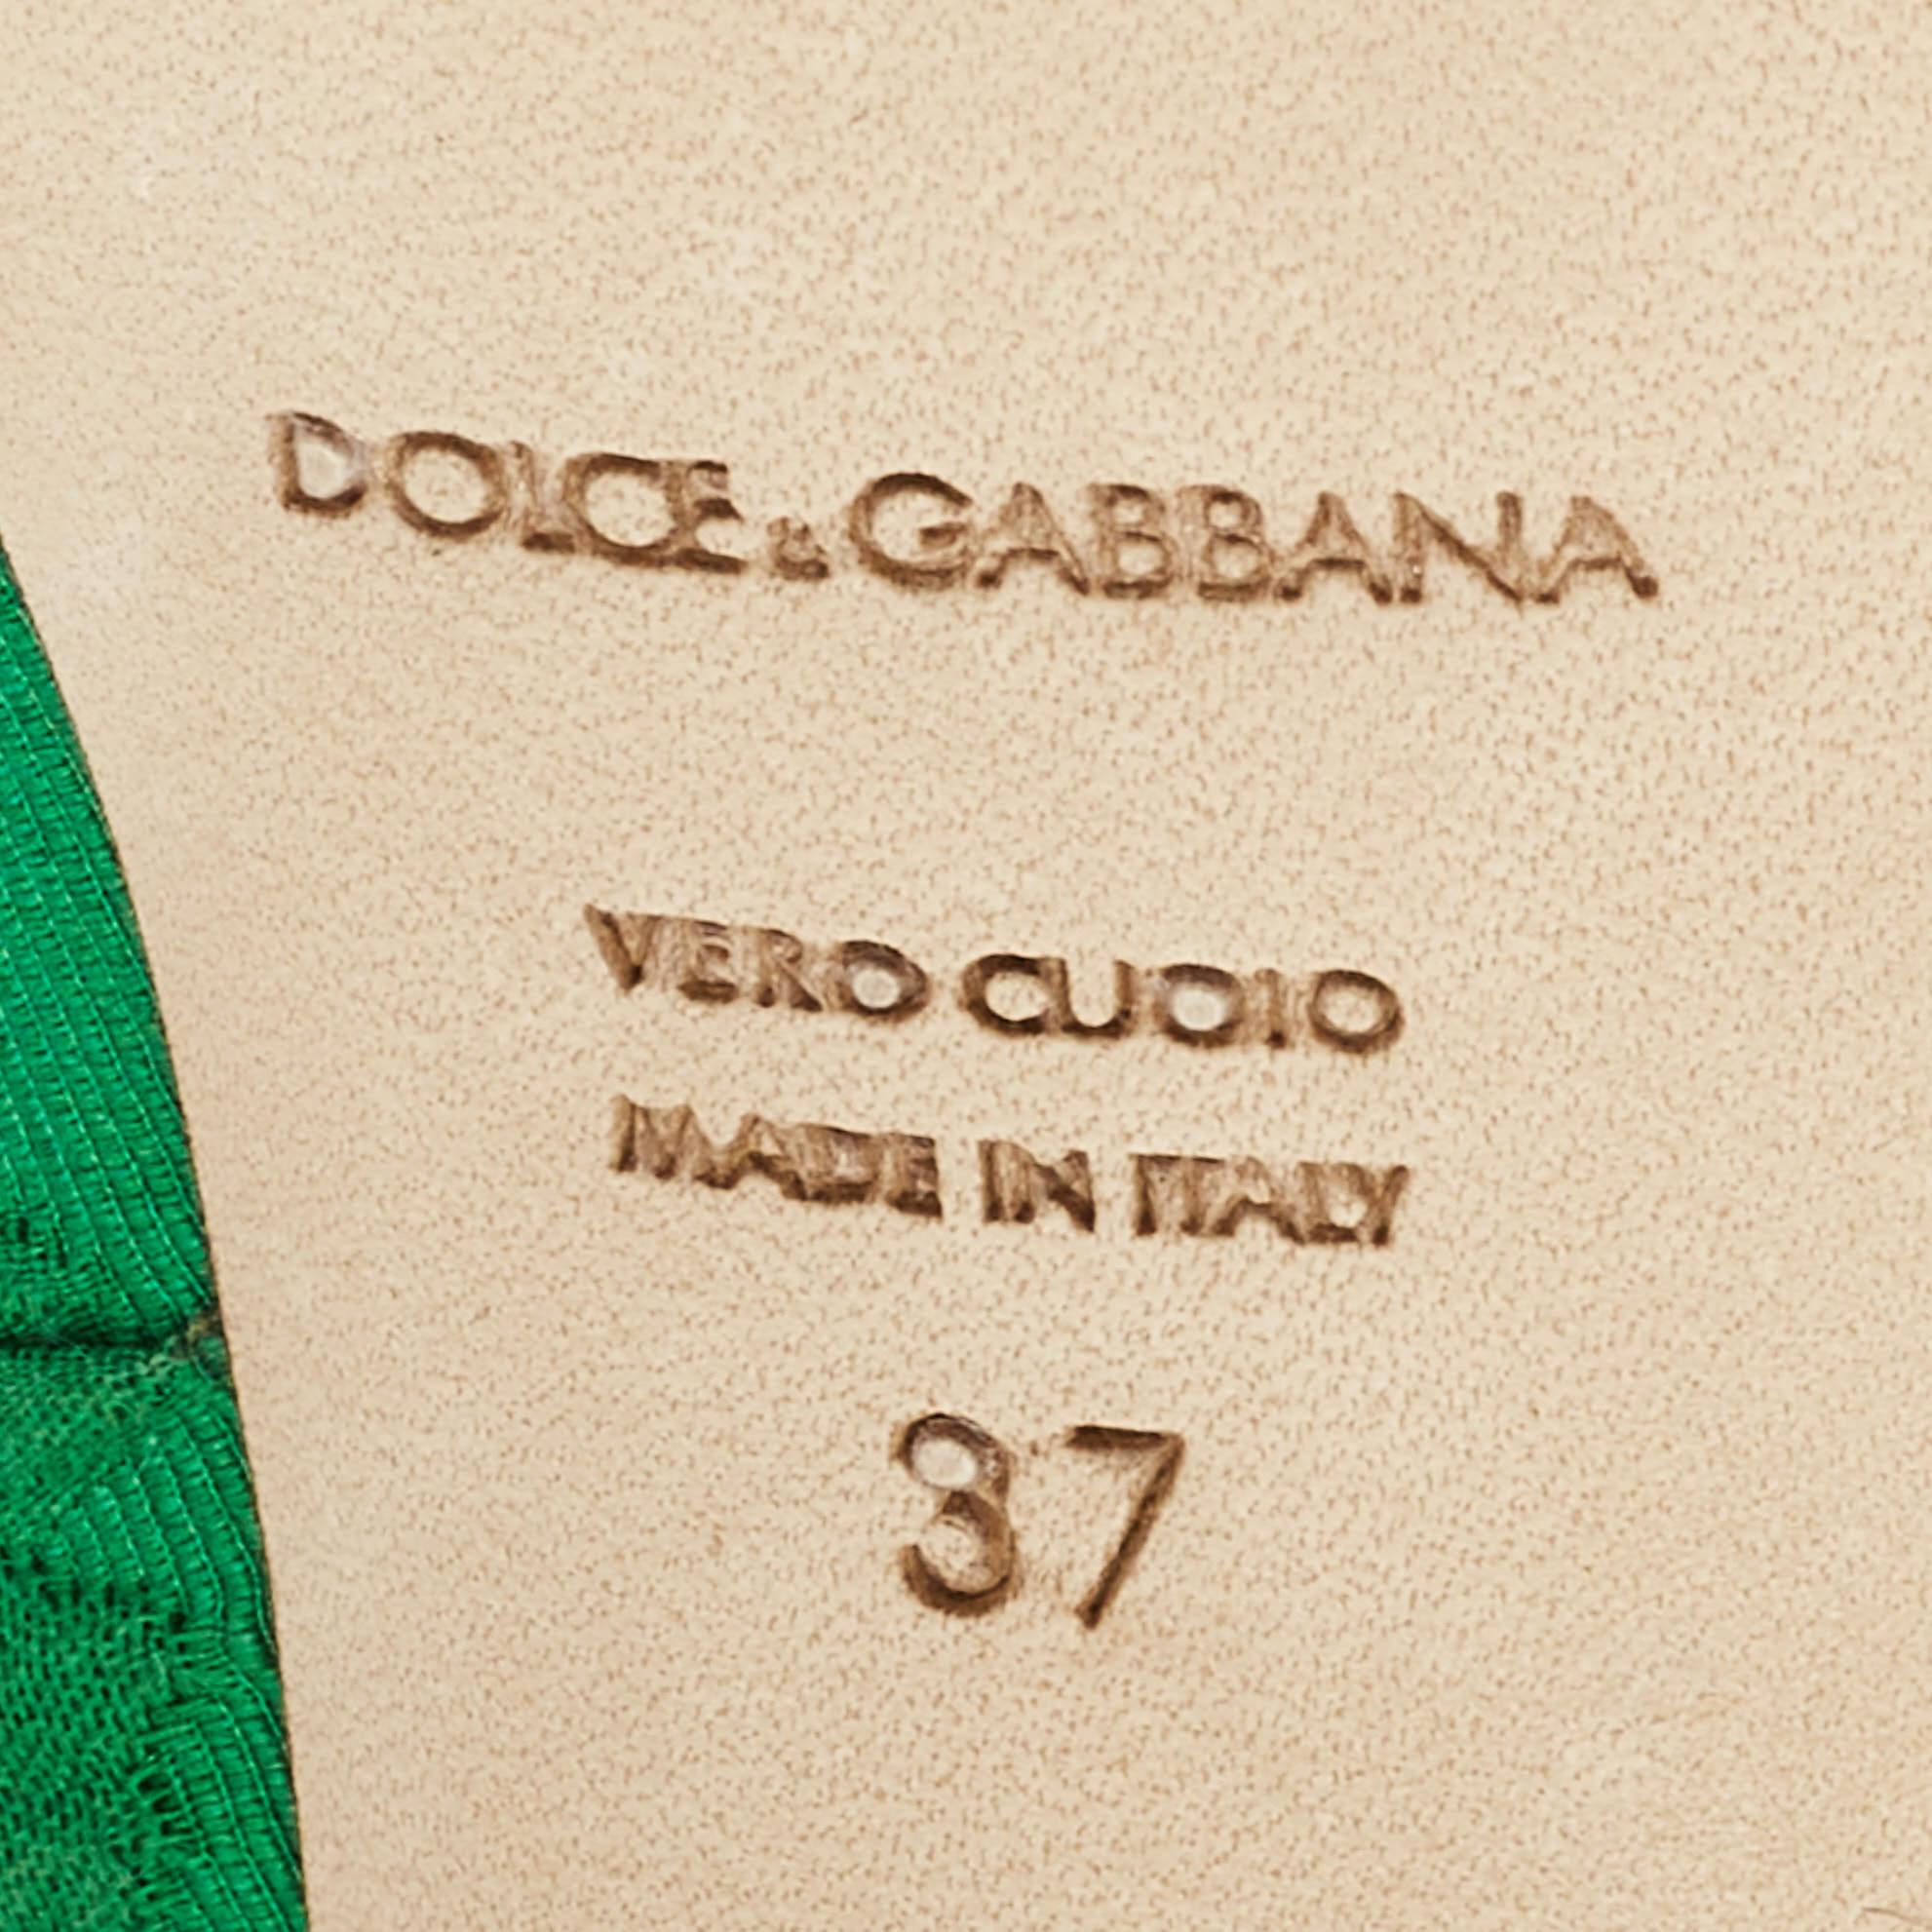 DOLCE & GABBANA
VERO CUOIO
MADE IN ITALY
37